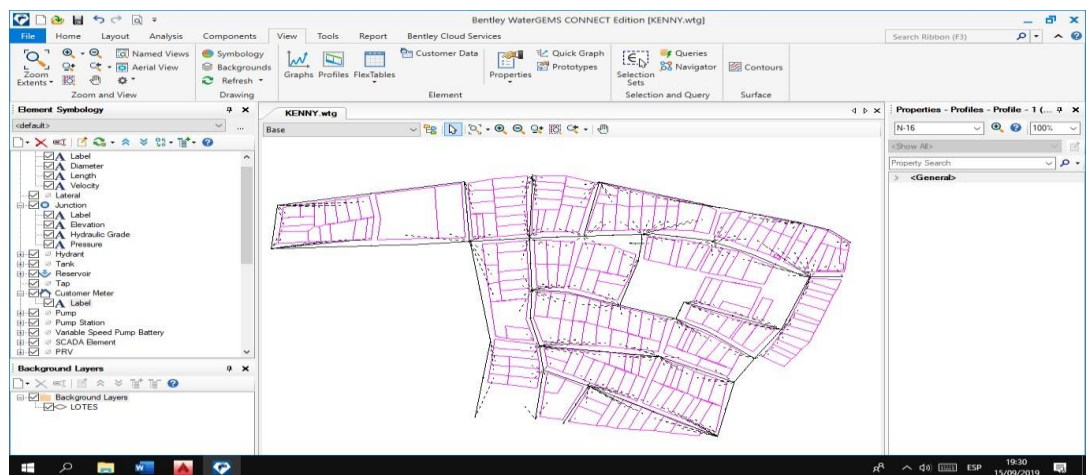 Bentley WaterGEMS CONNECT Edition [KENNY.wtg]
File Home Layout Analysis Components View Tools Report Bentley Cloud Services
Search Ribbon (F3)
Zoom Extents
Named Views
Aerial View
Zoom and View
Symbology
Backgrounds
Refresh
Drawing
Graphs Profiles FlexTables
Customer Data
Properties
Quick Graph
Prototypes
Element
Selection Sets
Queries
Navigator
Selection and Query
Contours
Surface
Element Symbology
<default>
Label
Diameter
Length
Velocity
Lateral
Junction
Label
Elevation
Hydraulic Grade
Pressure
Hydrant
Tank
Reservoir
Tap
Customer Meter
Label
Pump
Pump Station
Variable Speed Pump Battery
SCADA Element
PRV
Background Layers
Background Layers
LOTES
KENNY.wtg
Base
Properties - Profiles - Profile - 1 (...
N-16
100%
<Show All>
Property Search
<General>
ESP
19:30
15/09/2019